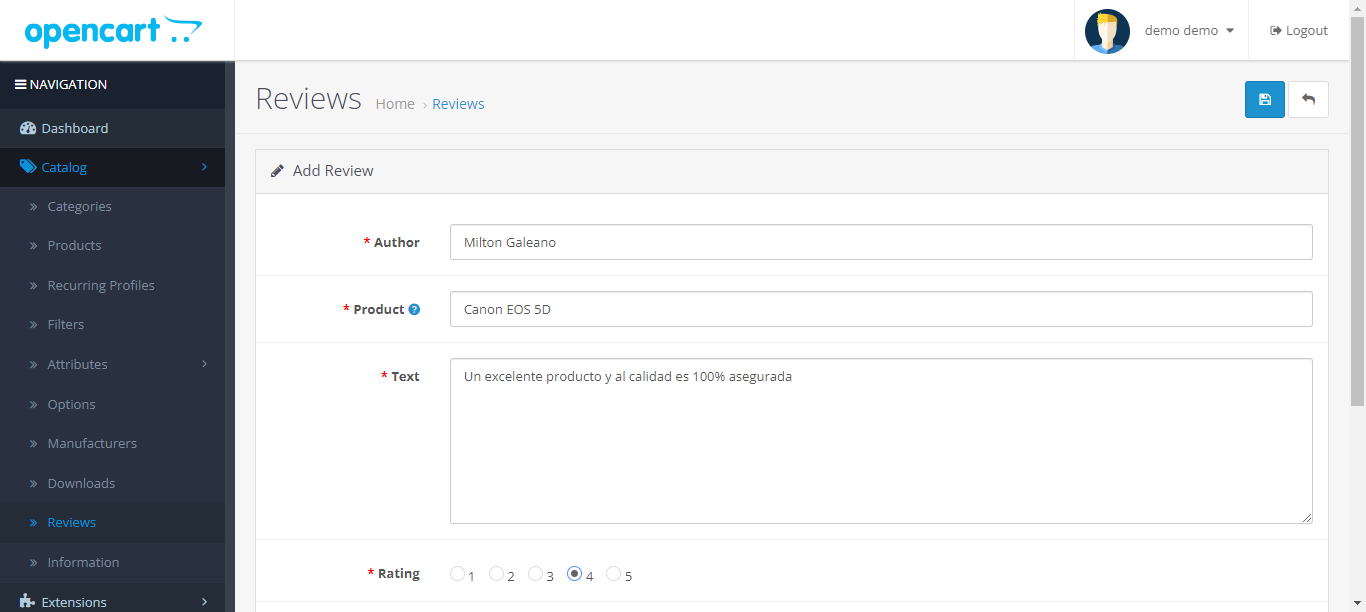 opencart
demo demo
Logout
NAVIGATION
Dashboard
Catalog
Categories
Products
Recurring Profiles
Filters
Attributes
Options
Manufacturers
Downloads
Reviews
Information
Extensions
Reviews Home › Reviews
Add Review
* Author Milton Galeano
* Product ? Canon EOS 5D
* Text Un excelente producto y al calidad es 100% asegurada
* Rating 1 2 3 4 5